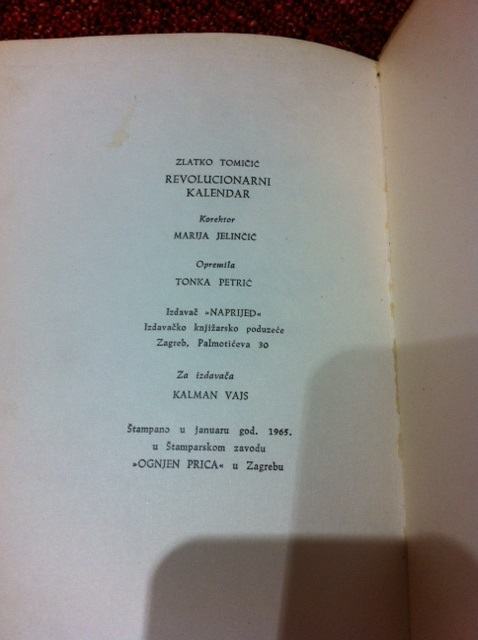 ZLATKO TOMIČIĆ
REVOLUCIONARNI
KALENDAR
Korektor
MARIJA JELINČIĆ
Opremila
TONKA PETRIĆ
Izdavač »NAPRIJED«
Izdavačko knjižarsko poduzeće
Zagreb, Palmotićeva 30
Za izdavača
KALMAN VAJS
Štampano u januaru god. 1965.
u Štamparskom zavodu
»OGNJEN PRICA« u Zagrebu